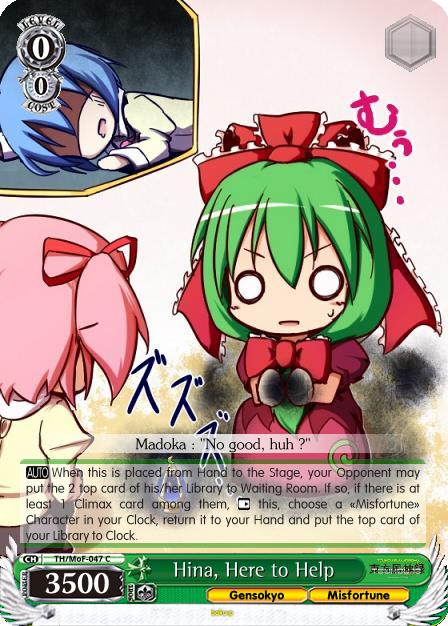 LEVEL
0
0
COST
むぅ...
ズズズ
Madoka : "No good, huh ?"
AUTO When this is placed from Hand to the Stage, your Opponent may
put the 2 top card of his/her Library to Waiting Room. If so, if there is at
least 1 Climax card among them, this, choose a «Misfortune»
Character in your Clock, return it to your Hand and put the top card of
your Library to Clock.
CH TH/MoF-047 C
POWER 3500 SOUL
Hina, Here to Help
Gensokyo Misfortune